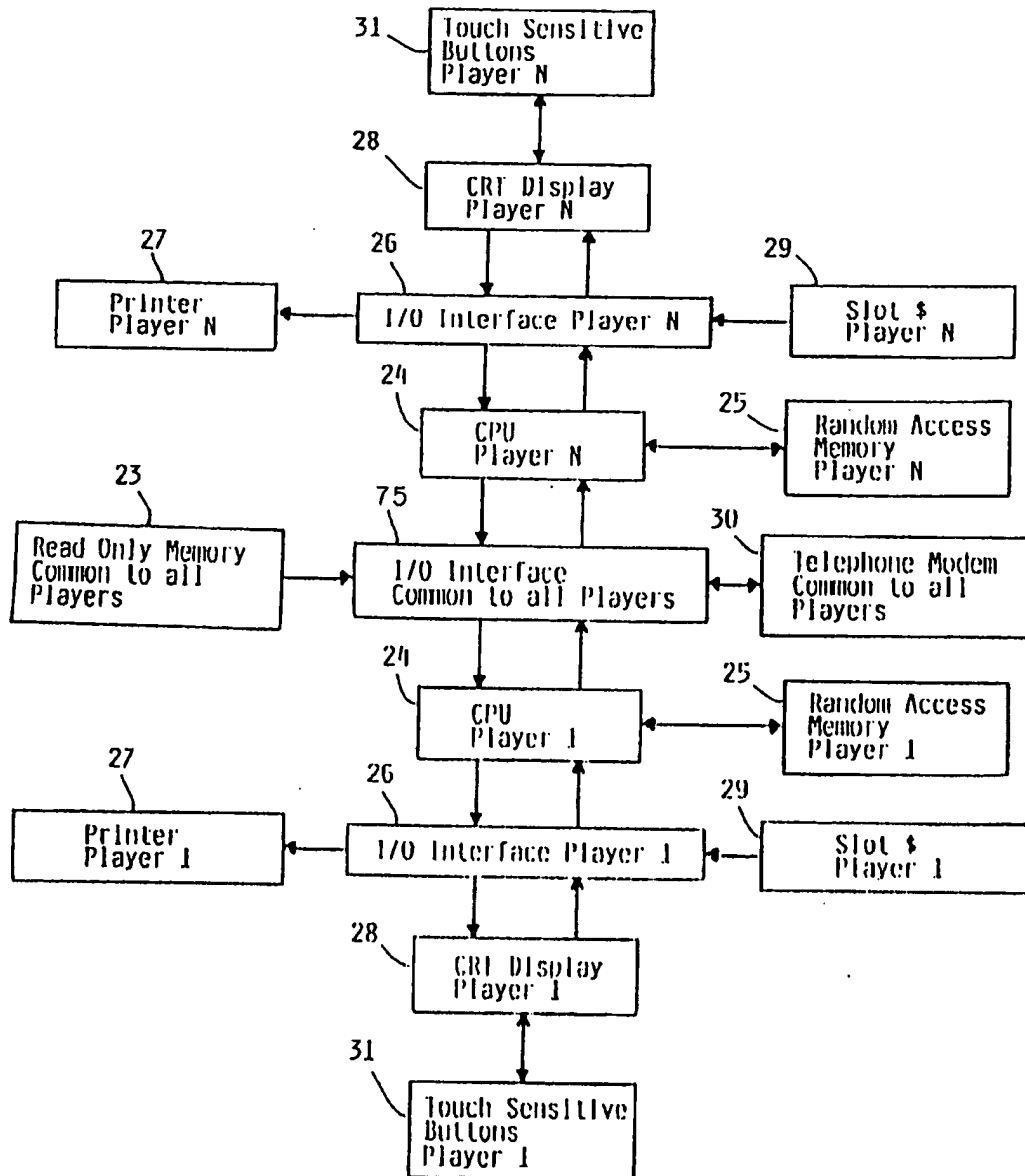 31
Touch Sensitive
Buttons
Player N
28
CRT Display
Player N
27
26
29
Printer
Player N
I/O Interface Player N
Slot $
Player N
24
25
CPU
Player N
Random Access
Memory
Player N
23
75
30
Read Only Memory
Common to all
Players
I/O Interface
Common to all Players
Telephone Modem
Common to all
Players
24
25
CPU
Player 1
Random Access
Memory
Player 1
27
26
29
Printer
Player 1
I/O Interface Player 1
Slot $
Player 1
28
CRT Display
Player 1
31
Touch Sensitive
Buttons
Player 1